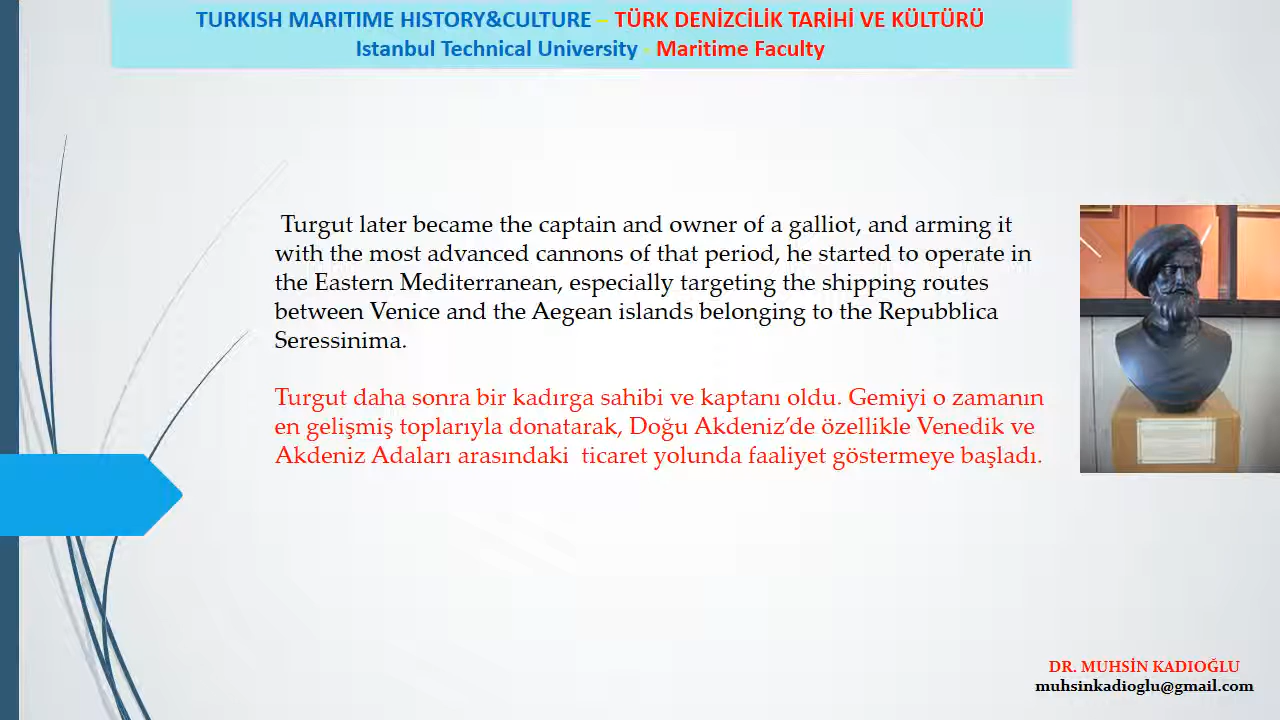 TURKISH MARITIME HISTORY&CULTURE – TÜRK DENİZCİLİK TARİHİ VE KÜLTÜRÜ
Istanbul Technical University - Maritime Faculty
Turgut later became the captain and owner of a galliot, and arming it
with the most advanced cannons of that period, he started to operate in
the Eastern Mediterranean, especially targeting the shipping routes
between Venice and the Aegean islands belonging to the Repubblica
Seressinima.
Turgut daha sonra bir kadırga sahibi ve kaptanı oldu. Gemiyi o zamanın
en gelişmiş toplarıyla donatarak, Doğu Akdeniz’de özellikle Venedik ve
Akdeniz Adaları arasındaki ticaret yolunda faaliyet göstermeye başladı.
DR. MUHSİN KADIOĞLU
muhsinkadioglu@gmail.com